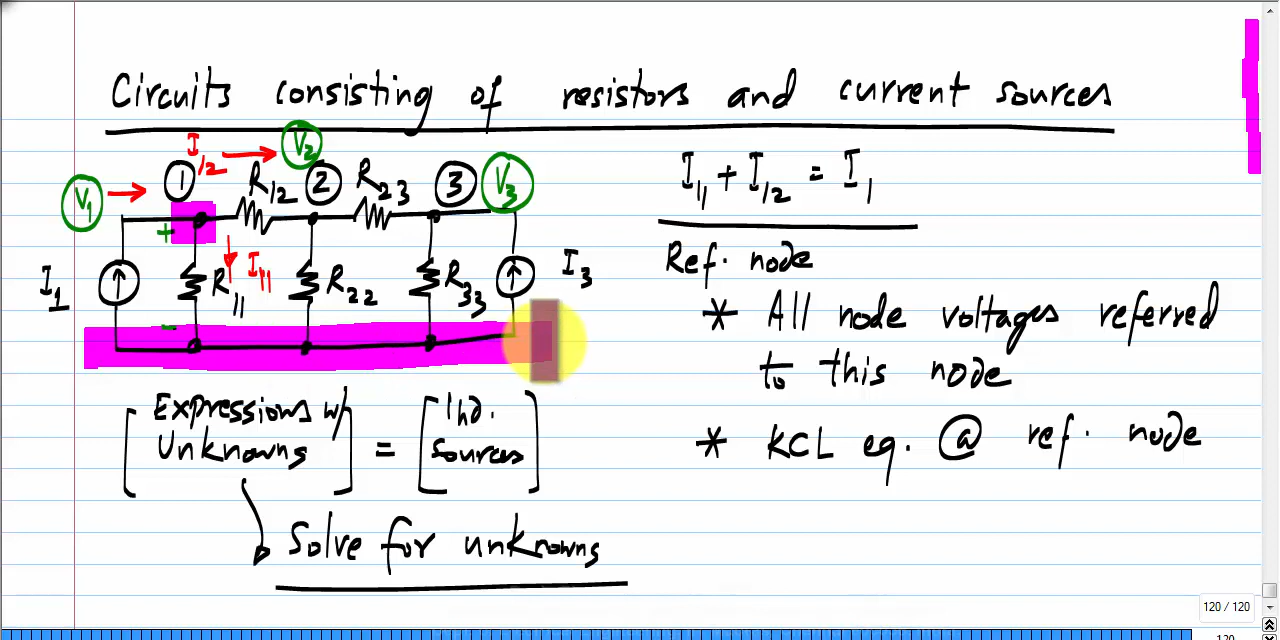 Circuits consisting of resistors and current sources
I12
V2
V1
1
R12
2
R23
3
V3
+
I1
R11
I11
R22
R33
I3
-
I11 + I12 = I1
Ref. node
* All node voltages referred
to this node
* KCL eq. @ ref. node
[Expressions w/
Unknowns] = [Ind.
Sources]
Solve for unknowns
120 / 120
120